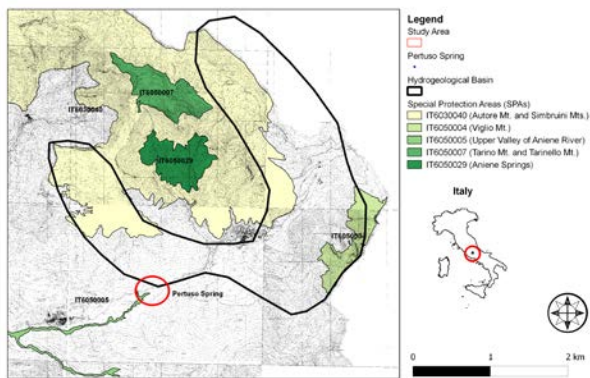 IT6050007
IT6030040
IT6050029
IT6050005
Pertuso Spring
Legend
Study Area
Pertuso Spring
Hydrogeological Basin
Special Protection Areas (SPAs)
IT6030040 (Autore Mt. and Simbruini Mts.)
IT6050004 (Viglio Mt.)
IT6050005 (Upper Valley of Aniene River)
IT6050007 (Tarino Mt. and Tarinello Mt.)
IT6050029 (Aniene Springs)
Italy
0 1 2 km